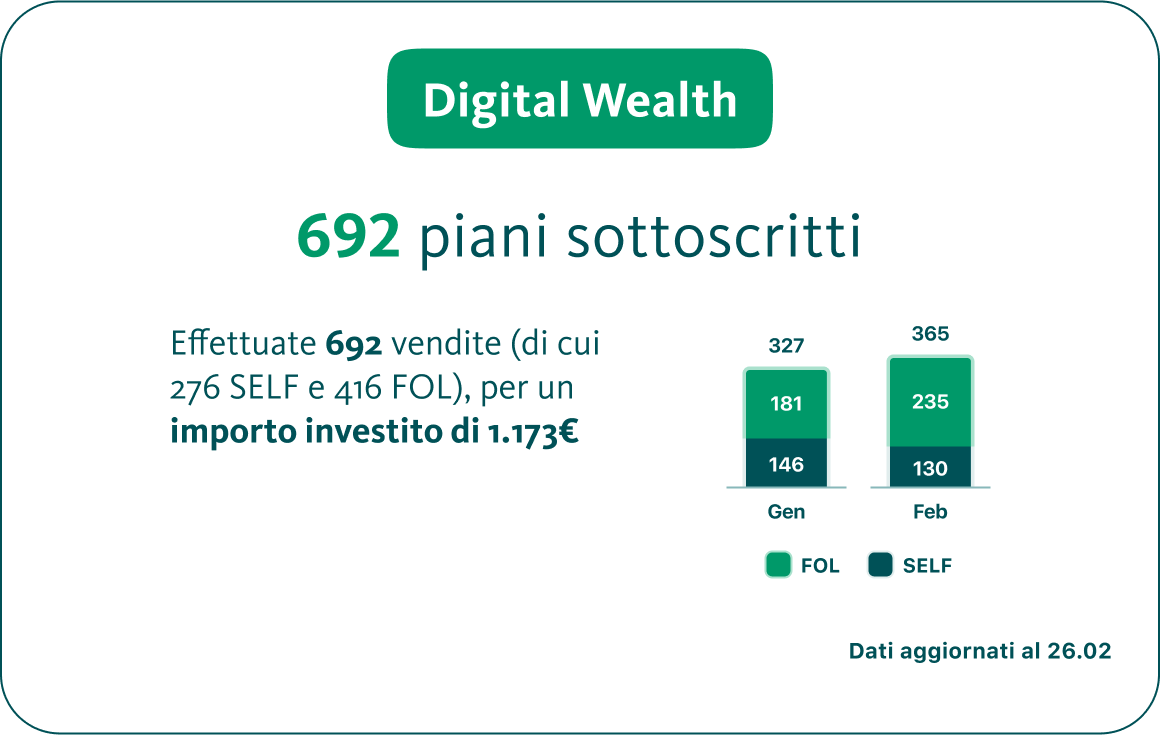 Digital Wealth
692 piani sottoscritti
Effettuate 692 vendite (di cui
276 SELF e 416 FOL), per un
importo investito di 1.173€
327
365
181
235
146
130
Gen
Feb
FOL
SELF
Dati aggiornati al 26.02